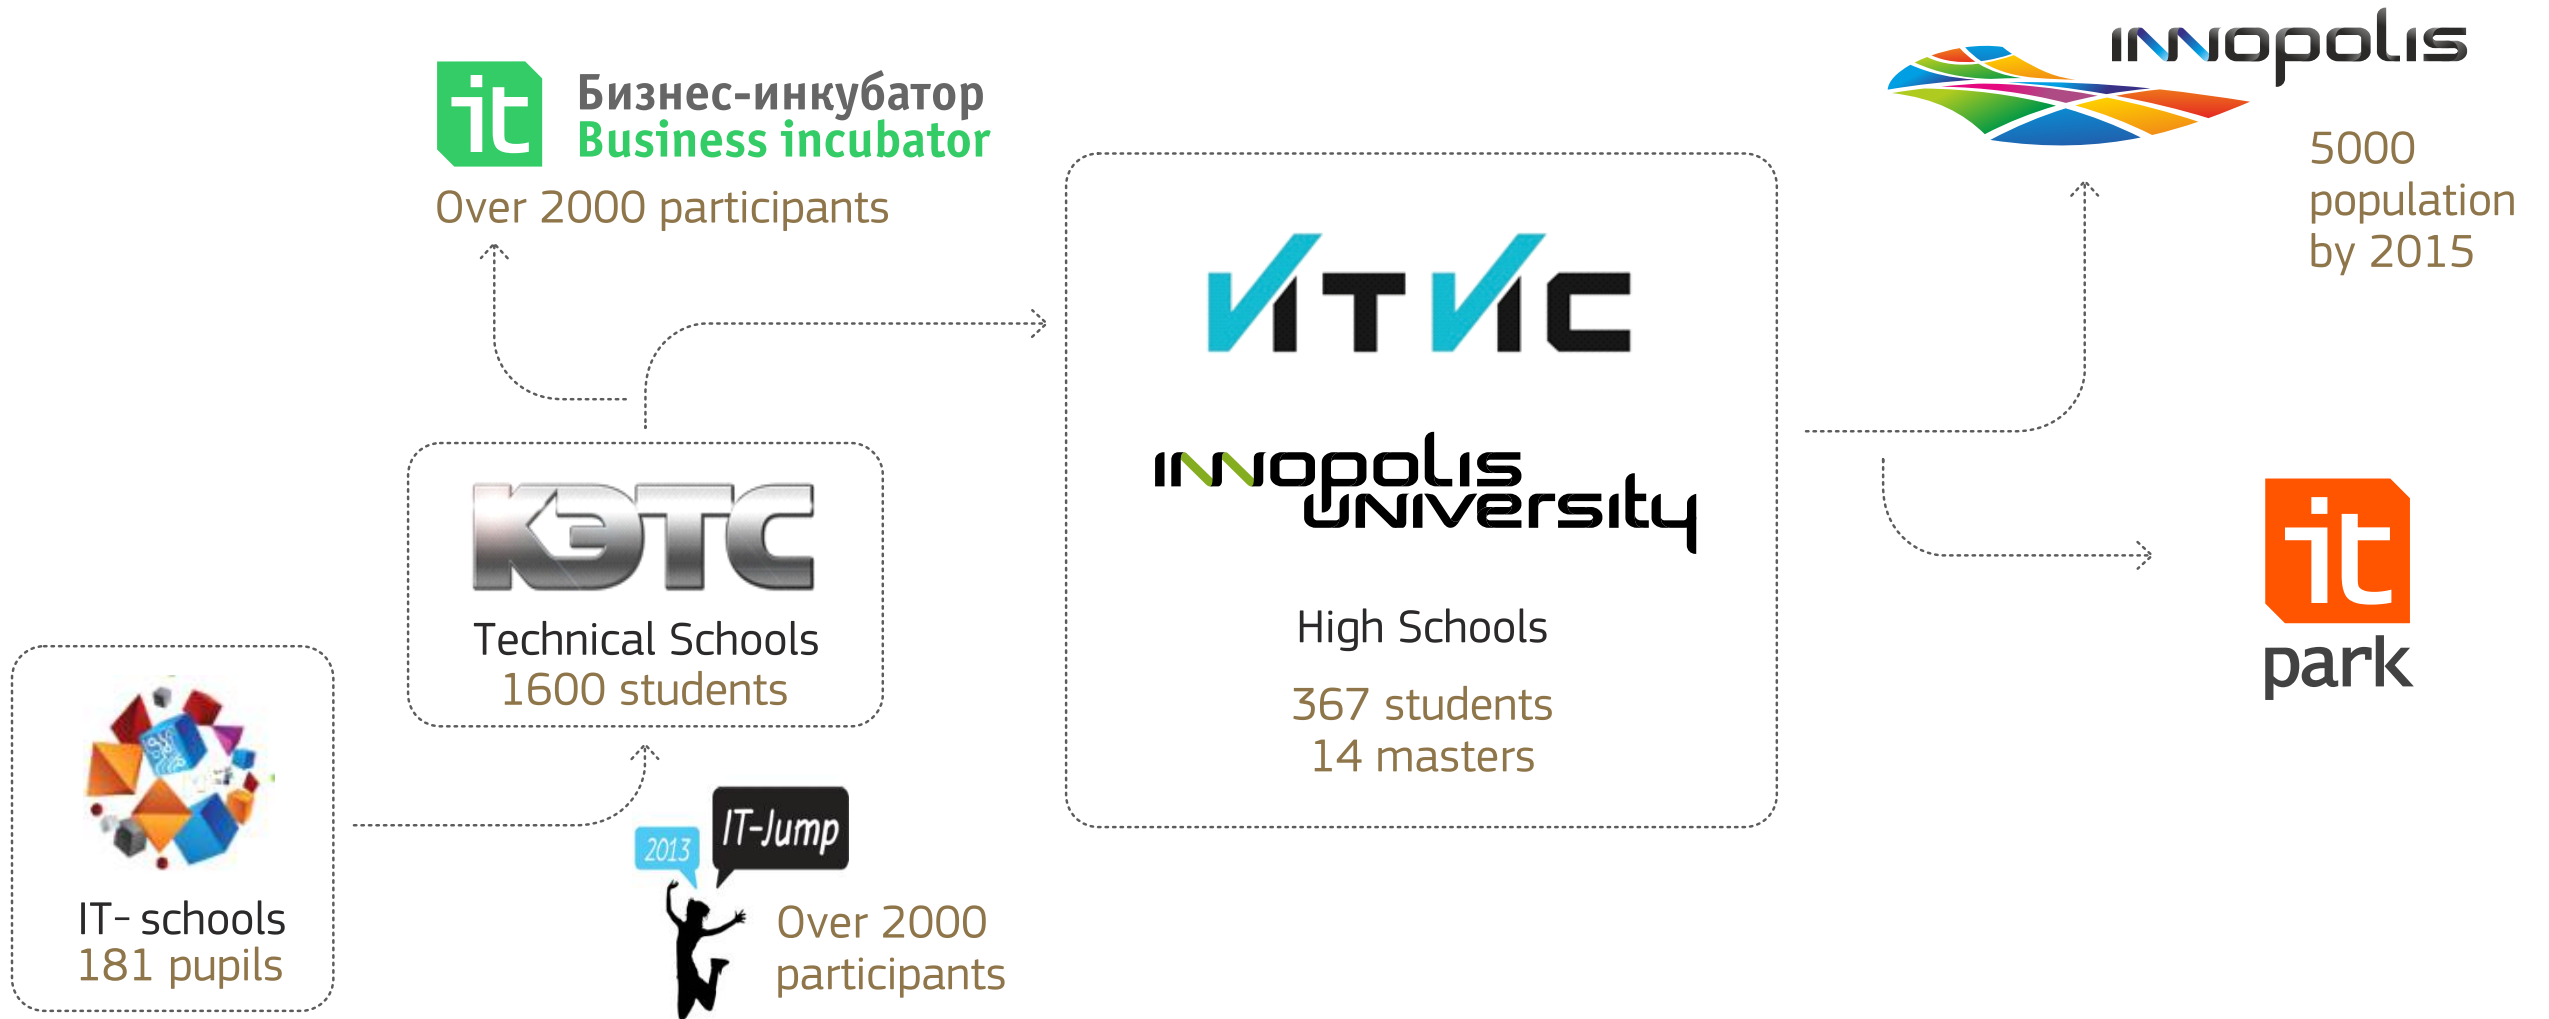 it
Бизнес-инкубатор
Business incubator
Over 2000 participants
КЭТС
Technical Schools
1600 students
IT- schools
181 pupils
2013
IT-Jump
Over 2000
participants
ИТИС
INNOPOLIS
UNIVERSITY
High Schools
367 students
14 masters
INNOPOLIS
5000
population
by 2015
it
park